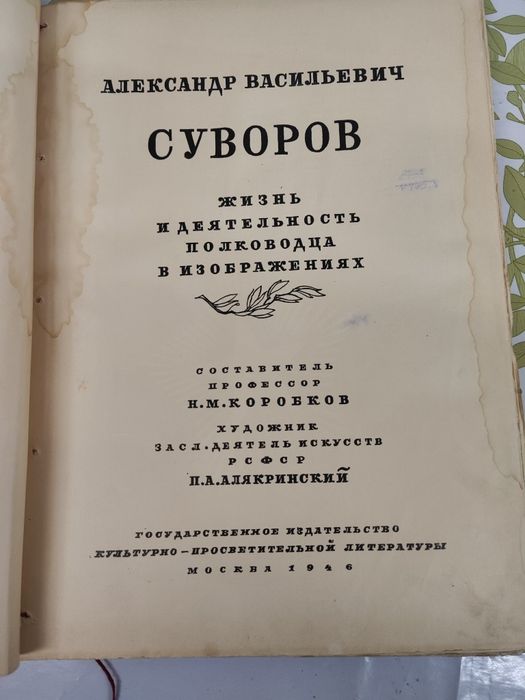 АЛЕКСАНДР ВАСИЛЬЕВИЧ
СУВОРОВ
ЖИЗНЬ
И ДЕЯТЕЛЬНОСТЬ
ПОЛКОВОДЦА
В ИЗОБРАЖЕНИЯХ
СОСТАВИТЕЛЬ
ПРОФЕССОР
Н.М.КОРОБКОВ
ХУДОЖНИК
ЗАСЛ.ДЕЯТЕЛЬ ИСКУССТВ
РСФСР
П.А.АЛЯКРИНСКИЙ
ГОСУДАРСТВЕННОЕ ИЗДАТЕЛЬСТВО
КУЛЬТУРНО-ПРОСВЕТИТЕЛЬНОЙ ЛИТЕРАТУРЫ
МОСКВА 1946